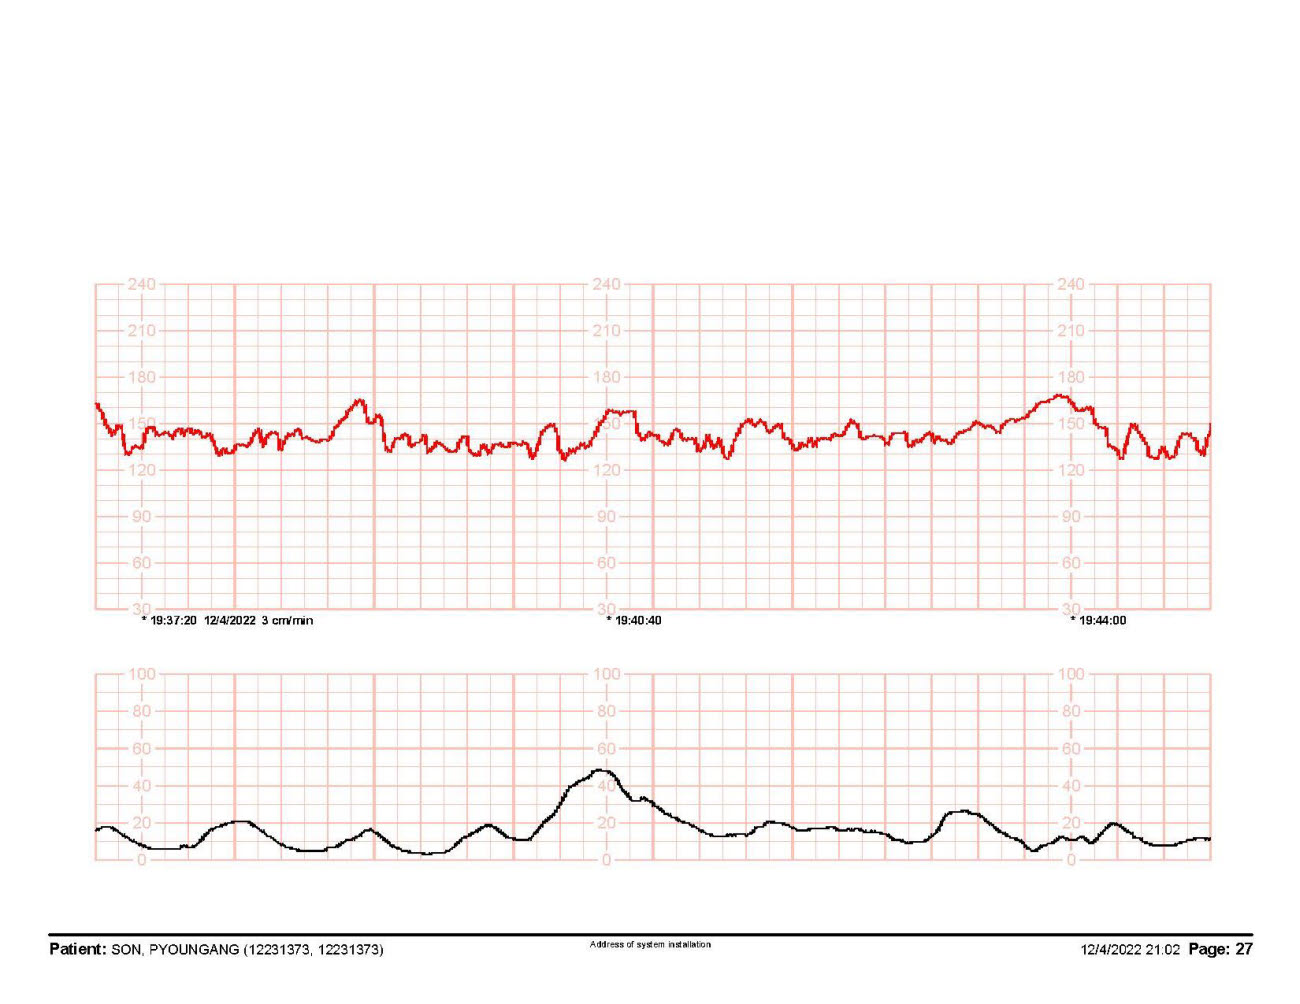 240 240 240
210 210 210
180 180 180
150 150 150
120 120 120
90 90 90
60 60 60
30 30 30
* 19:37:20 12/4/2022 3 cm/min * 19:40:40 * 19:44:00
100 100 100
80 80 80
60 60 60
40 40 40
20 20 20
0 0 0
Patient: SON, PYOUNGANG (12231373, 12231373) Address of system installation 12/4/2022 21:02 Page: 27